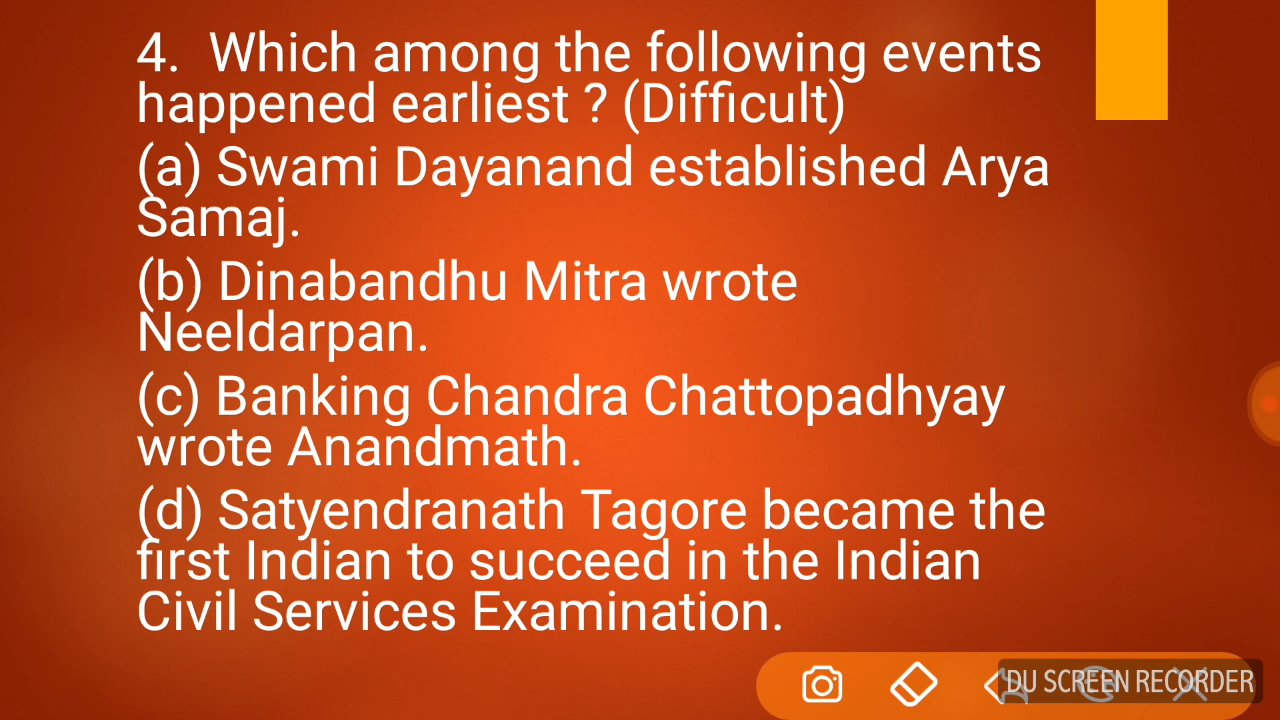 4.  Which among the following events
happened earliest ? (Difficult)
(a) Swami Dayanand established Arya
Samaj.
(b) Dinabandhu Mitra wrote
Neeldarpan.
(c) Banking Chandra Chattopadhyay
wrote Anandmath.
(d) Satyendranath Tagore became the
first Indian to succeed in the Indian
Civil Services Examination.
DU SCREEN RECORDER